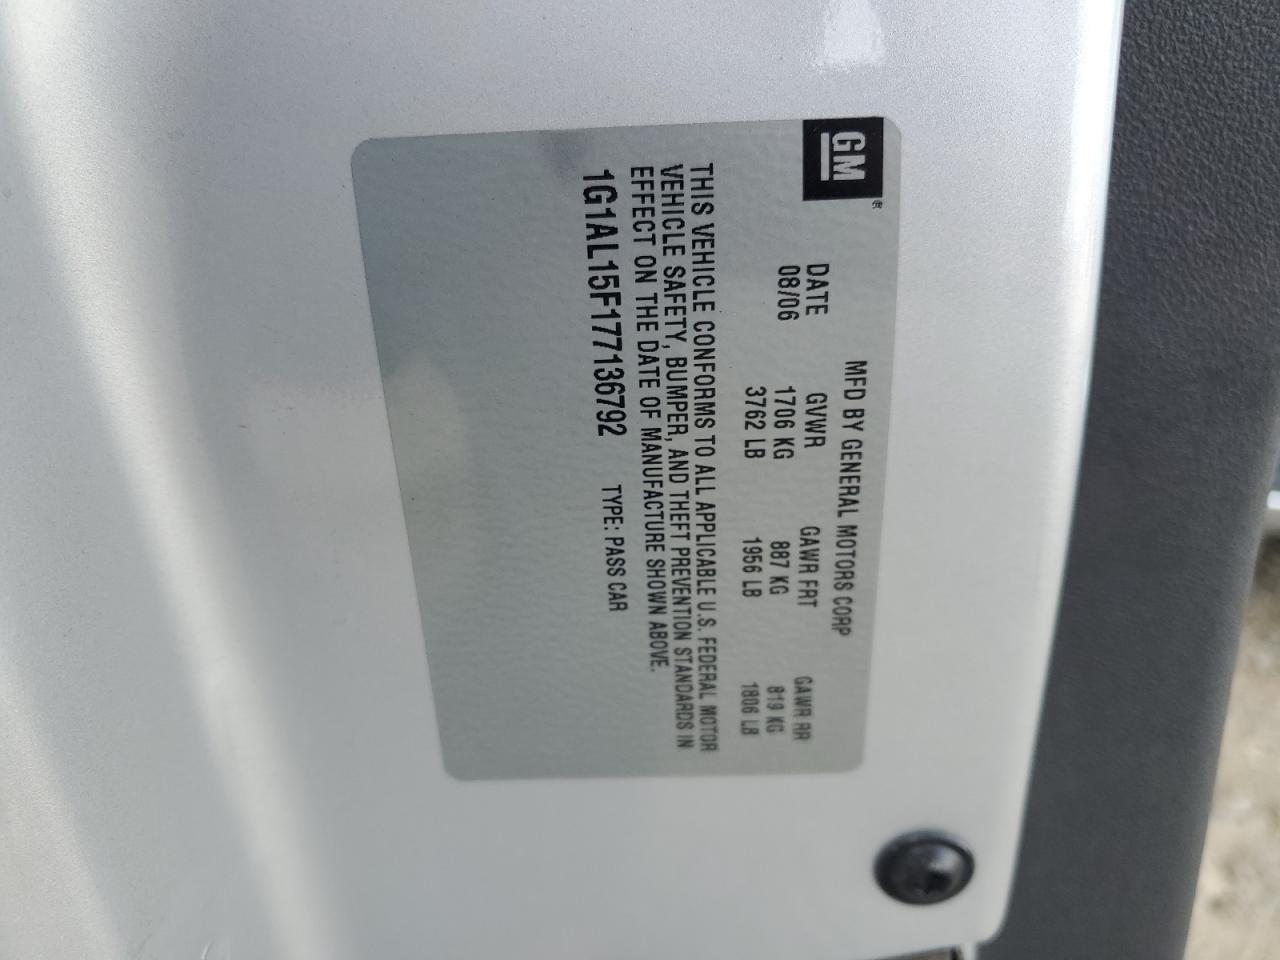 GM®
MFD BY GENERAL MOTORS CORP
DATE GVWR GAWR FRT GAWR RR
08/06 1706 KG 887 KG 819 KG
3762 LB 1956 LB 1806 LB
THIS VEHICLE CONFORMS TO ALL APPLICABLE U.S. FEDERAL MOTOR
VEHICLE SAFETY, BUMPER, AND THEFT PREVENTION STANDARDS IN
EFFECT ON THE DATE OF MANUFACTURE SHOWN ABOVE.
1G1AL15F177136792 TYPE: PASS CAR